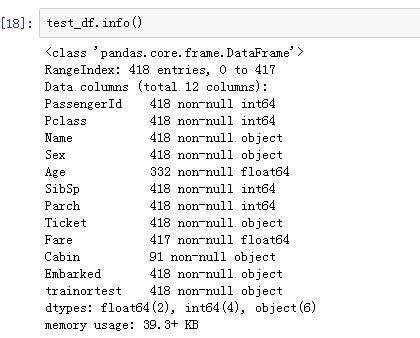 [18]: test_df.info()
<class 'pandas.core.frame.DataFrame'>
RangeIndex: 418 entries, 0 to 417
Data columns (total 12 columns):
PassengerId    418 non-null int64
Pclass         418 non-null int64
Name           418 non-null object
Sex            418 non-null object
Age            332 non-null float64
SibSp          418 non-null int64
Parch          418 non-null int64
Ticket         418 non-null object
Fare           417 non-null float64
Cabin          91 non-null object
Embarked       418 non-null object
trainortest    418 non-null object
dtypes: float64(2), int64(4), object(6)
memory usage: 39.3+ KB